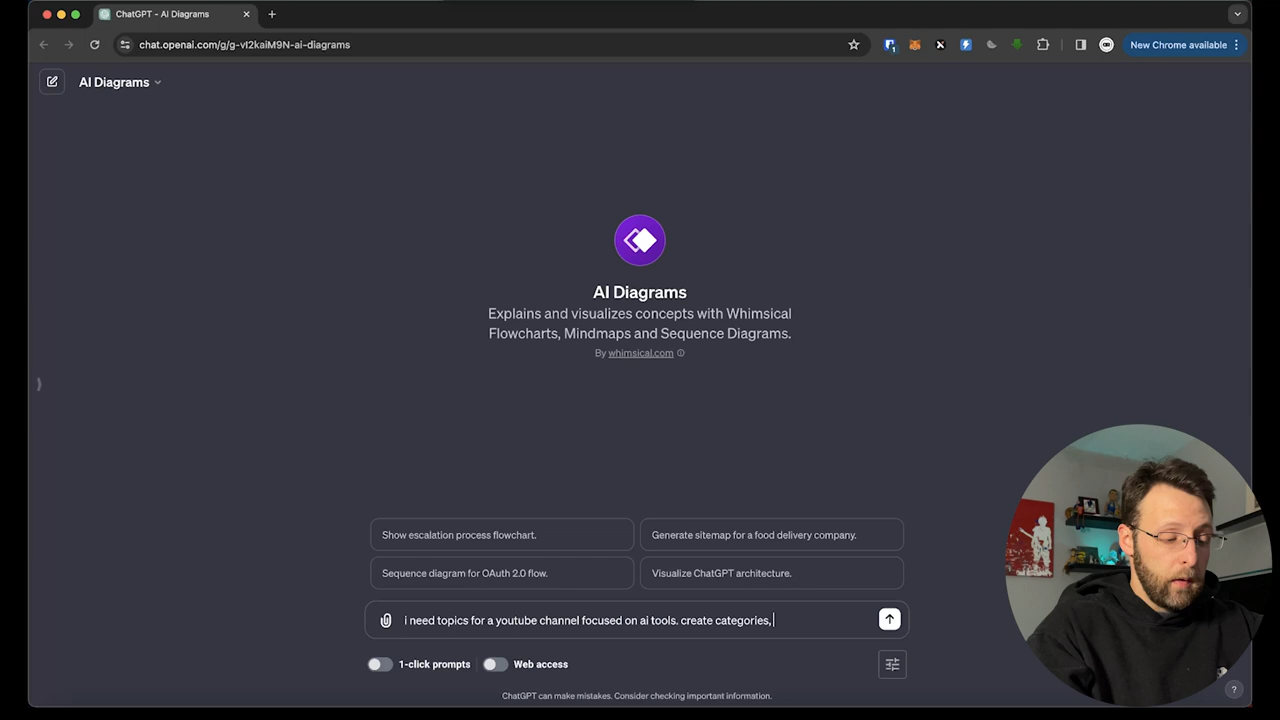 ChatGPT - AI Diagrams
chat.openai.com/g/g-vI2kaiM9N-ai-diagrams
1
New Chrome available
AI Diagrams
AI Diagrams
Explains and visualizes concepts with Whimsical
Flowcharts, Mindmaps and Sequence Diagrams.
By whimsical.com
Show escalation process flowchart.
Generate sitemap for a food delivery company.
Sequence diagram for OAuth 2.0 flow.
Visualize ChatGPT architecture.
i need topics for a youtube channel focused on ai tools. create categories,
1-click prompts
Web access
ChatGPT can make mistakes. Consider checking important information.
?